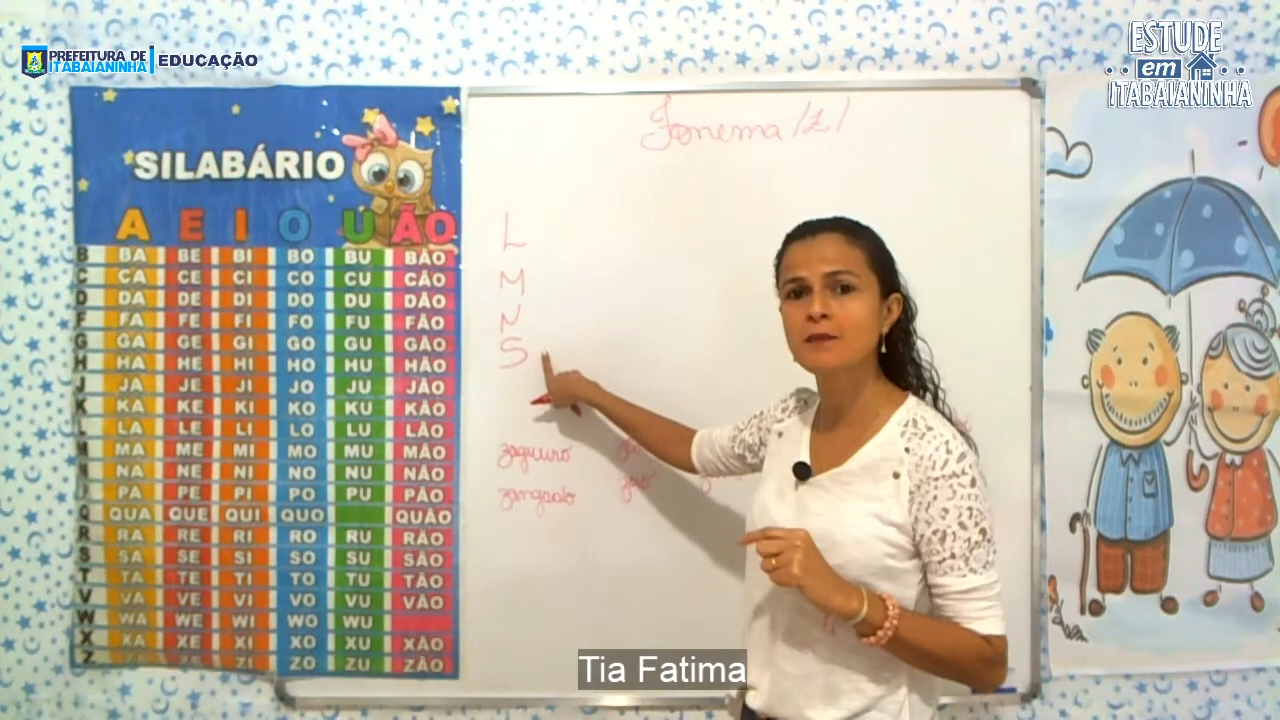 PREFEITURA DE
ITABAIANINHA
EDUCAÇÃO
ESTUDE
em
ITABAIANINHA
SILABÁRIO
A E I O U ÃO
B BA BE BI BO BU BÃO
C CA CE CI CO CU CÃO
D DA DE DI DO DU DÃO
F FA FE FI FO FU FÃO
G GA GE GI GO GU GÃO
H HA HE HI HO HU HÃO
J JA JE JI JO JU JÃO
K KA KE KI KO KU KÃO
L LA LE LI LO LU LÃO
M MA ME MI MO MU MÃO
N NA NE NI NO NU NÃO
P PA PE PI PO PU PÃO
Q QUA QUE QUI QUO QUÃO
R RA RE RI RO RU RÃO
S SA SE SI SO SU SÃO
T TA TE TI TO TU TÃO
V VA VE VI VO VU VÃO
W WA WE WI WO WU
X XA XE XI XO XU XÃO
Z ZE ZI ZO ZU ZÃO
Fonema /Z/
L
M
N
S
zagueiro
zangado
Tia Fatima